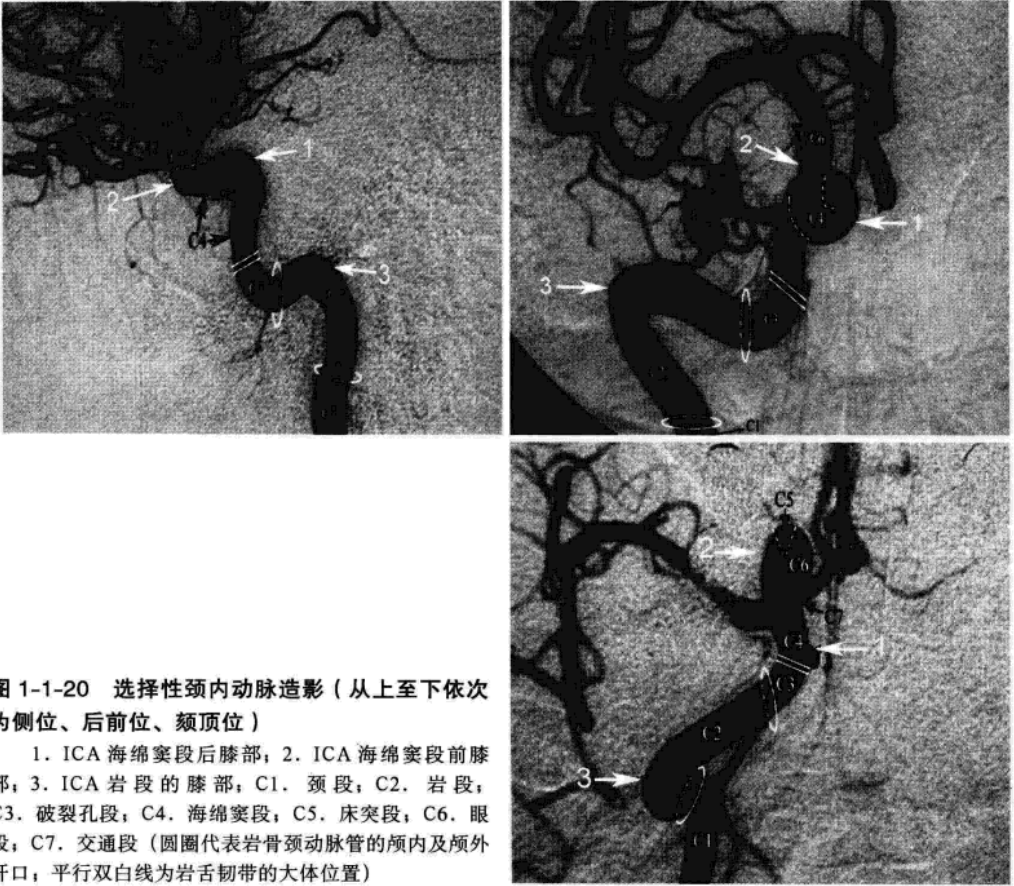 1
2
C4
3
2
1
3
C1
C5
2
C6
C7
C4
1
C3
C2
3
C1
图 1-1-20 选择性颈内动脉造影（从上至下依次
为侧位、后前位、颏顶位）
1．ICA 海绵窦段后膝部；2．ICA 海绵窦段前膝
部；3．ICA 岩段的膝部；C1．颈段；C2．岩段；
C3．破裂孔段；C4．海绵窦段；C5．床突段；C6．眼
段；C7．交通段（圆圈代表岩骨颈动脉管的颅内及颅外
开口；平行双白线为岩舌韧带的大体位置）